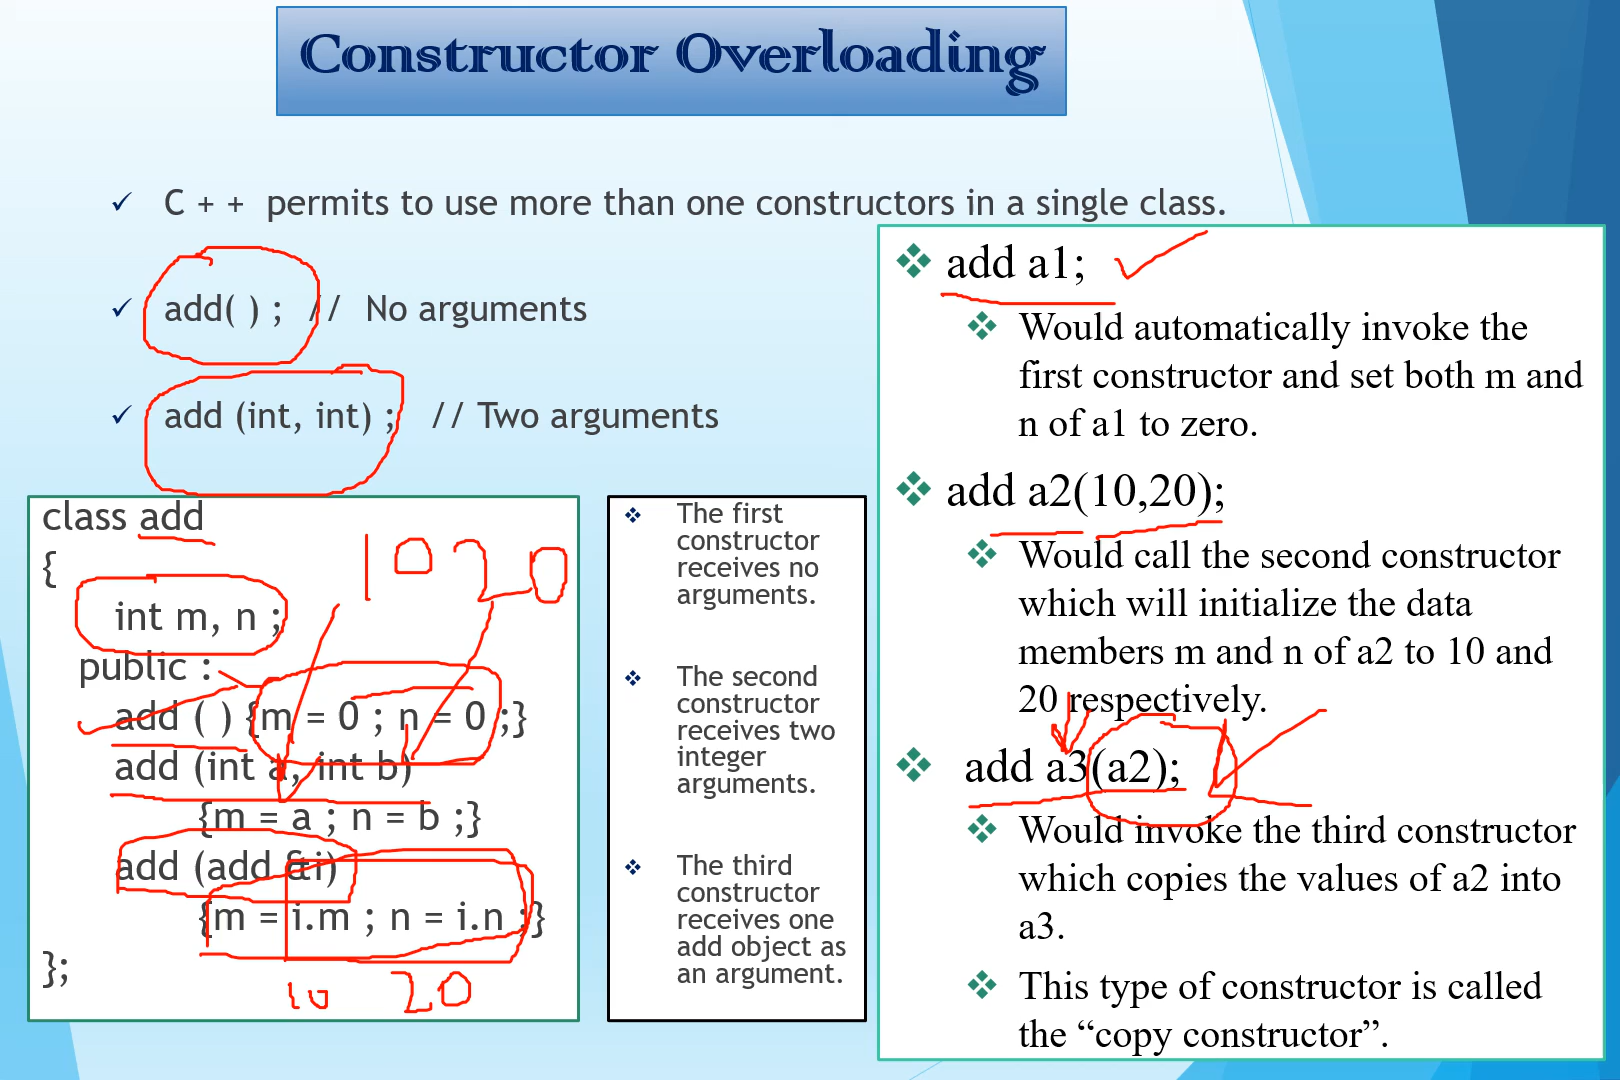 Constructor Overloading
✓ C + + permits to use more than one constructors in a single class.
✓ add( ) ; // No arguments
✓ add (int, int) ; // Two arguments
class add
{
int m, n ;
public :
add ( ) {m = 0 ; n = 0 ;}
add (int a, int b)
{m = a ; n = b ;}
add (add &i)
{m = i.m ; n = i.n ;}
};
10 20
10 20
❖ The first
constructor
receives no
arguments.
❖ The second
constructor
receives two
integer
arguments.
❖ The third
constructor
receives one
add object as
an argument.
❖ add a1;
❖ Would automatically invoke the
first constructor and set both m and
n of a1 to zero.
❖ add a2(10,20);
❖ Would call the second constructor
which will initialize the data
members m and n of a2 to 10 and
20 respectively.
❖ add a3(a2);
❖ Would invoke the third constructor
which copies the values of a2 into
a3.
❖ This type of constructor is called
the “copy constructor”.